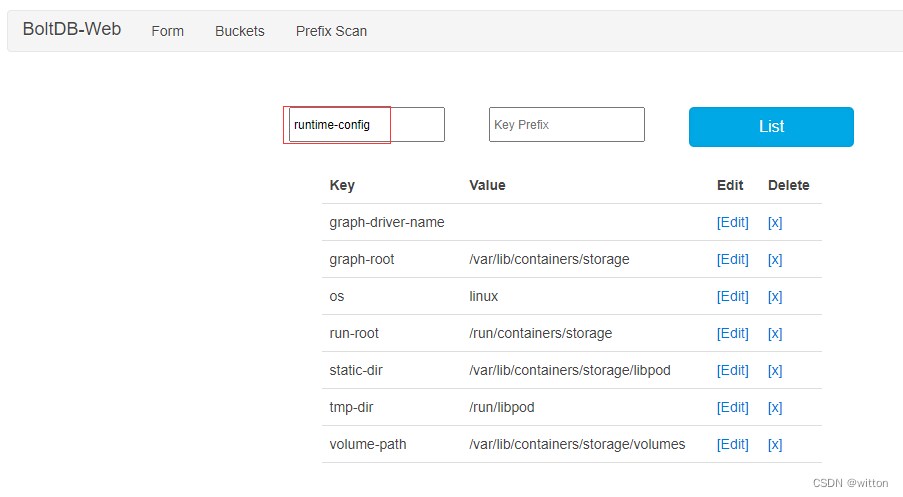 BoltDB-Web Form Buckets Prefix Scan
runtime-config Key Prefix List
Key Value Edit Delete
graph-driver-name [Edit] [x]
graph-root /var/lib/containers/storage [Edit] [x]
os linux [Edit] [x]
run-root /run/containers/storage [Edit] [x]
static-dir /var/lib/containers/storage/libpod [Edit] [x]
tmp-dir /run/libpod [Edit] [x]
volume-path /var/lib/containers/storage/volumes [Edit] [x]
CSDN @witton